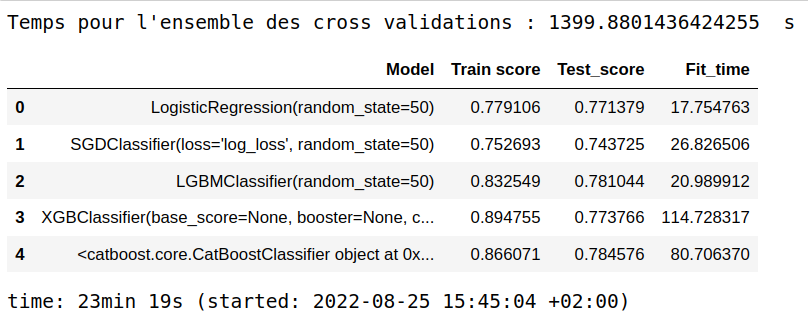 Temps pour l'ensemble des cross validations : 1399.8801436424255  s
Model Train score Test_score Fit_time
0 LogisticRegression(random_state=50) 0.779106 0.771379 17.754763
1 SGDClassifier(loss='log_loss', random_state=50) 0.752693 0.743725 26.826506
2 LGBMClassifier(random_state=50) 0.832549 0.781044 20.989912
3 XGBClassifier(base_score=None, booster=None, c... 0.894755 0.773766 114.728317
4 <catboost.core.CatBoostClassifier object at 0x... 0.866071 0.784576 80.706370
time: 23min 19s (started: 2022-08-25 15:45:04 +02:00)